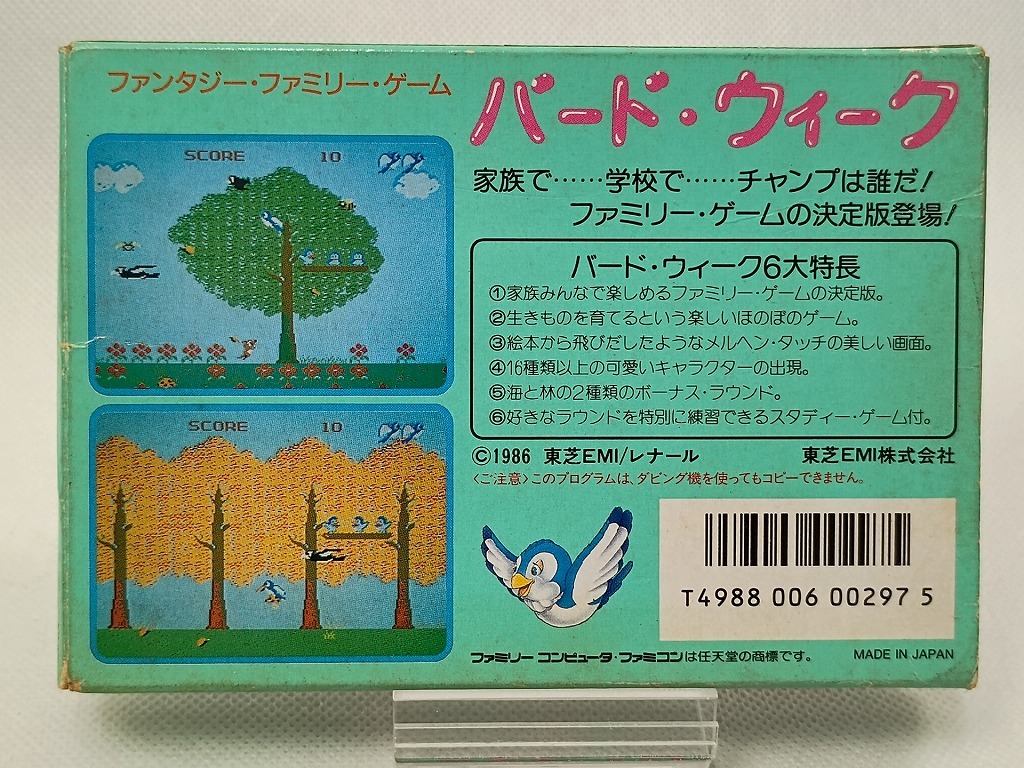 ファンタジー・ファミリー・ゲーム
バード・ウィーク
家族で……学校で……チャンプは誰だ!
ファミリー・ゲームの決定版登場!
SCORE 10
バード・ウィーク6大特長
①家族みんなで楽しめるファミリー・ゲームの決定版。
②生きものを育てるという楽しいほのぼのゲーム。
③絵本から飛びだしたようなメルヘン・タッチの美しい画面。
④16種類以上の可愛いキャラクターの出現。
⑤海と林の2種類のボーナス・ラウンド。
⑥好きなラウンドを特別に練習できるスタディー・ゲーム付。
SCORE 10
©1986 東芝EMI/レナール 東芝EMI株式会社
〈ご注意〉このプログラムは、ダビング機を使ってもコピーできません。
T4988 006 00297 5
ファミリー コンピュータ・ファミコンは任天堂の商標です。 MADE IN JAPAN